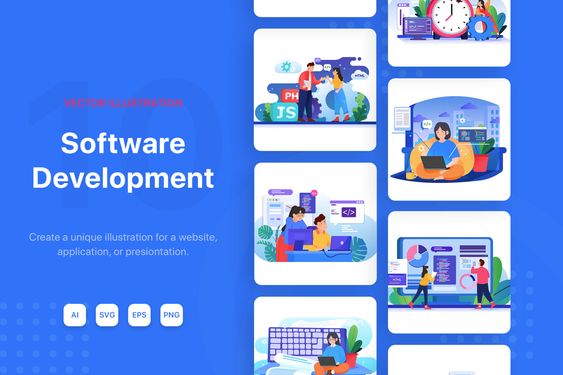 10
VECTOR ILLUSTRATION
Software
Development
Create a unique illustration for a website,
application, or presiontation.
AI
SVG
EPS
PNG
PH
JS
HTML
</>